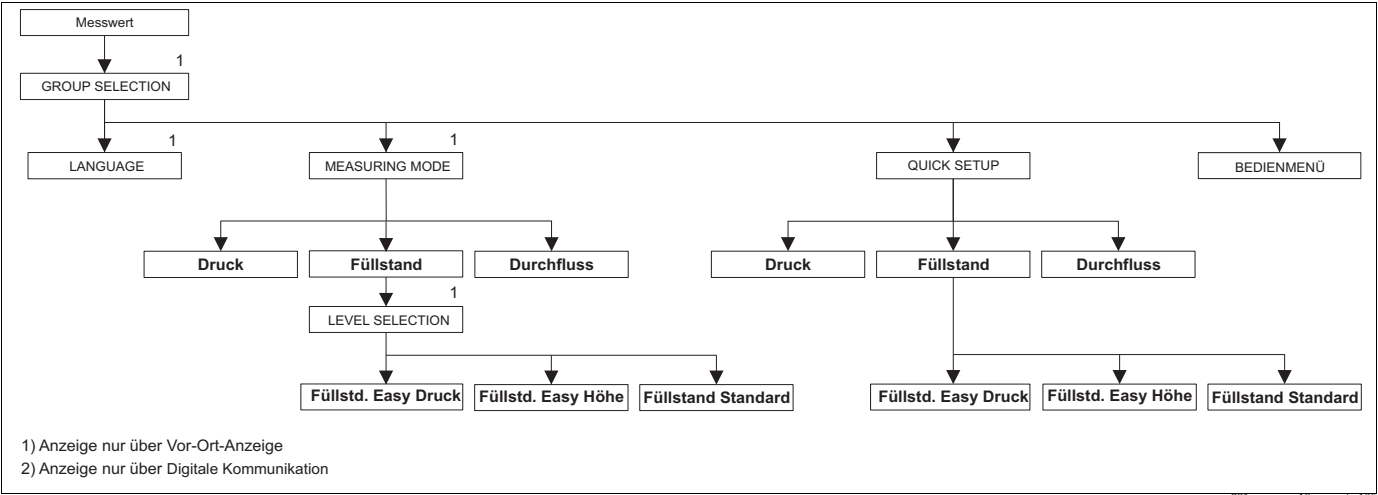 Messwert
1
GROUP SELECTION
1
1
LANGUAGE
MEASURING MODE
QUICK SETUP
BEDIENMENÜ
Druck
Füllstand
Durchfluss
Druck
Füllstand
Durchfluss
1
LEVEL SELECTION
Füllstd. Easy Druck
Füllstd. Easy Höhe
Füllstand Standard
Füllstd. Easy Druck
Füllstd. Easy Höhe
Füllstand Standard
1) Anzeige nur über Vor-Ort-Anzeige
2) Anzeige nur über Digitale Kommunikation